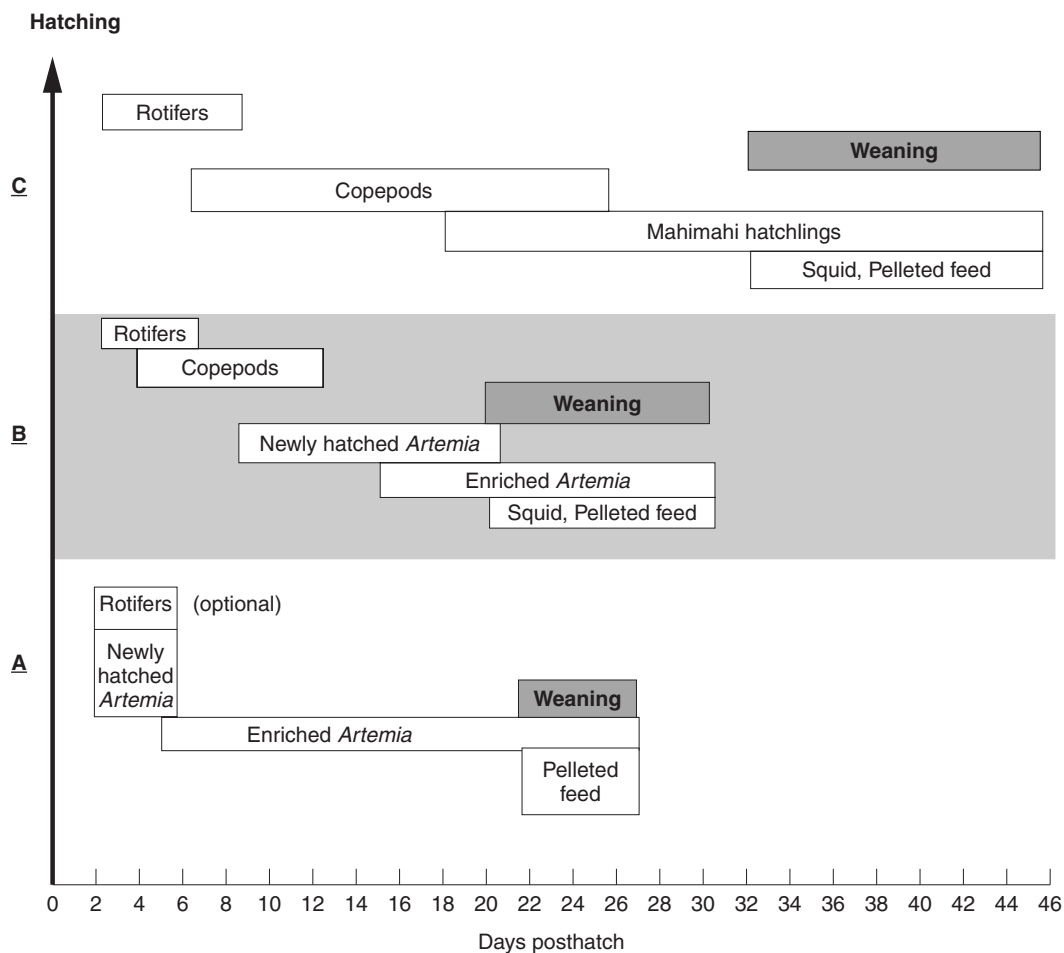 Hatching
Rotifers
Weaning
C
Copepods
Mahimahi hatchlings
Squid, Pelleted feed
Rotifers
Copepods
Weaning
B
Newly hatched Artemia
Enriched Artemia
Squid, Pelleted feed
Rotifers (optional)
A
Newly
hatched
Artemia
Weaning
Enriched Artemia
Pelleted
feed
0 2 4 6 8 10 12 14 16 18 20 22 24 26 28 30 32 34 36 38 40 42 44 46
Days posthatch